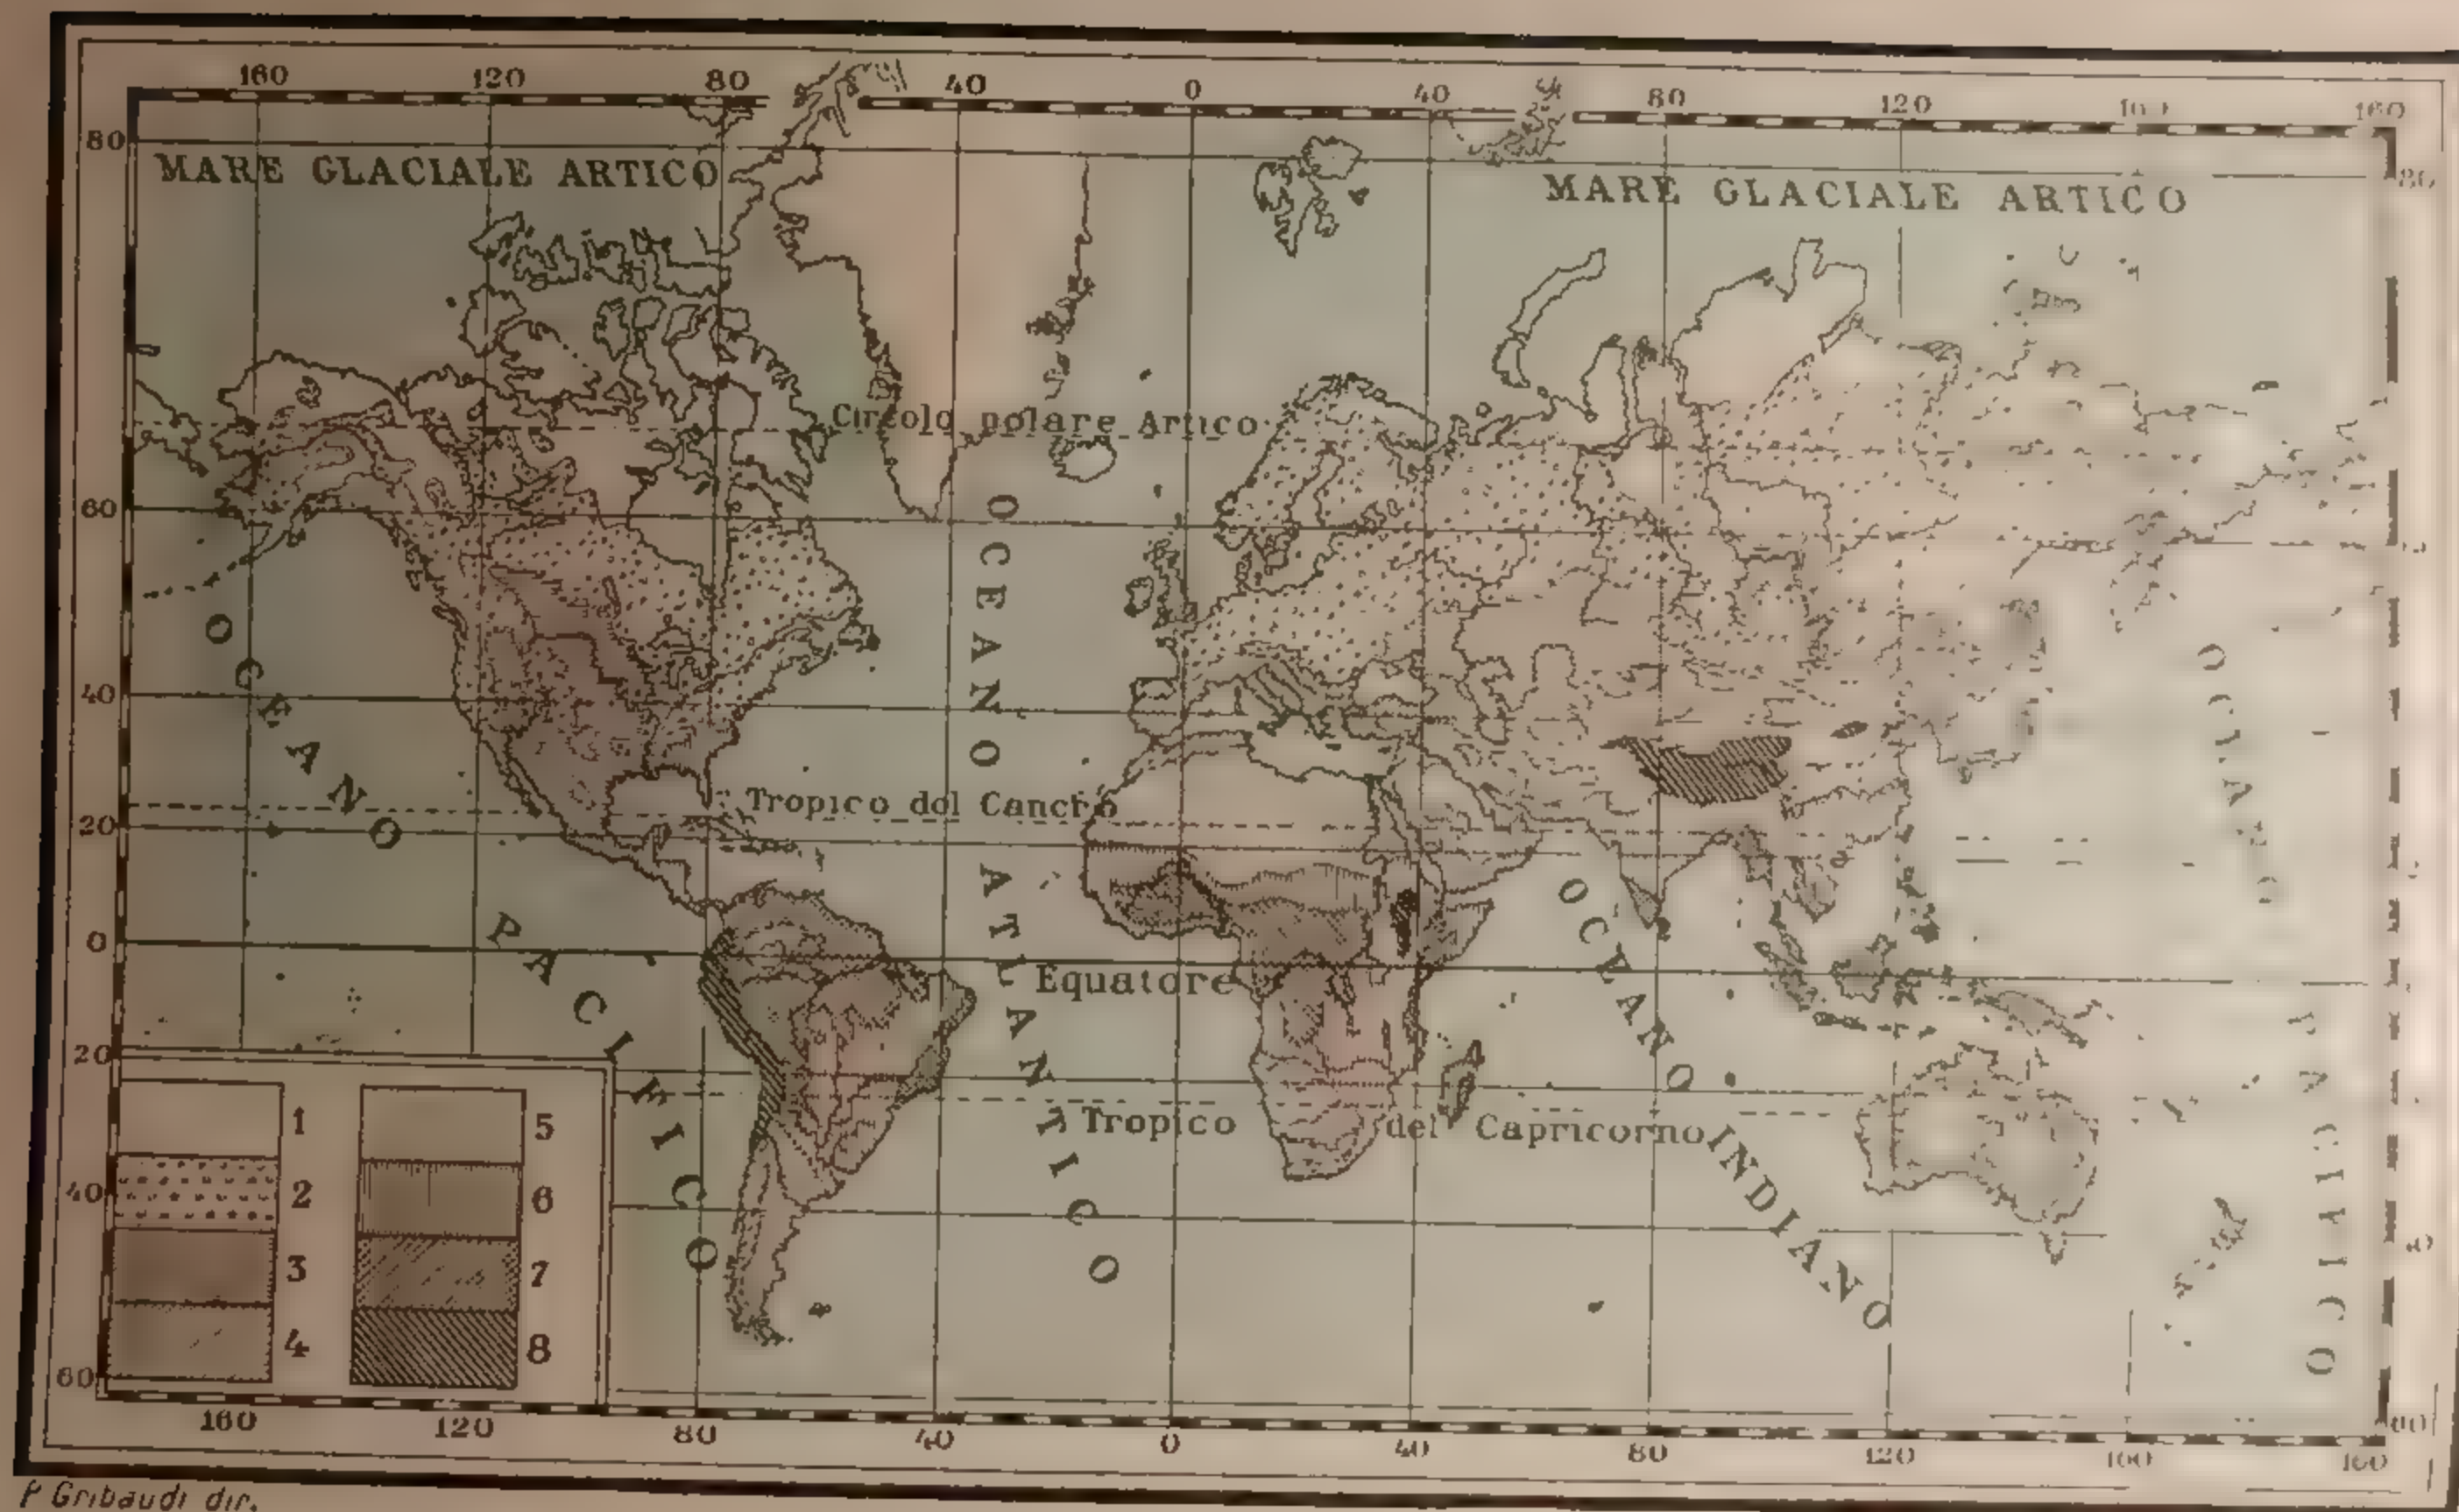 160 120 80 40 0 40 80 120 160 160
80 80
MARE GLACIALE ARTICO MARE GLACIALE ARTICO
Circolo polare Artico
60
40
Tropico del Cancro
20
0
Equatore
20
Tropico del Capricorno
40
60
OCEANO PACIFICO
OCEANO ATLANTICO
OCEANO INDIANO
OCEANO PACIFICO
1 5
2 6
3 7
4 8
160 120 80 40 0 40 80 120 160 160
P Gribaudi dir.